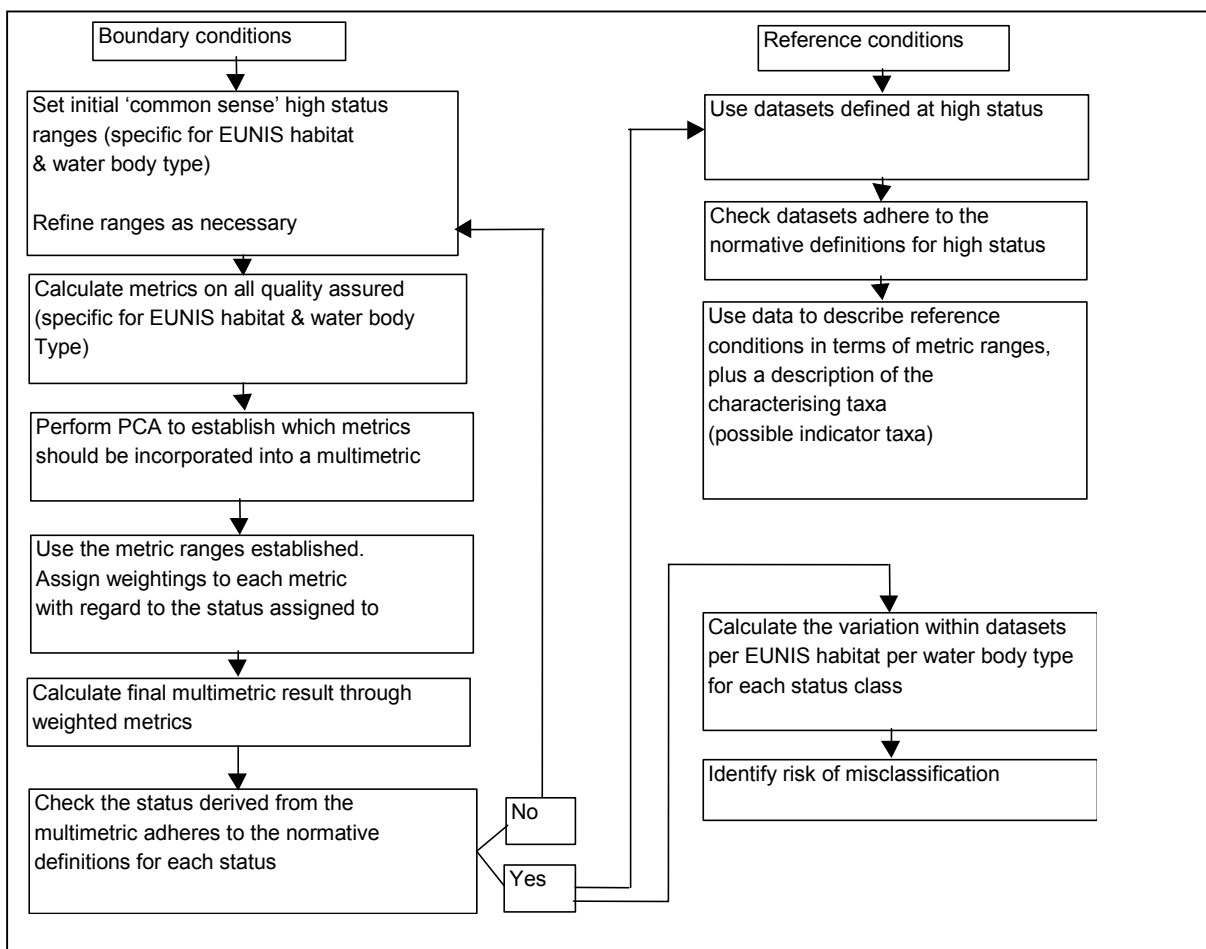 Boundary conditions
Set initial ‘common sense’ high status
ranges (specific for EUNIS habitat
& water body type)
Refine ranges as necessary
Calculate metrics on all quality assured
(specific for EUNIS habitat & water body
Type)
Perform PCA to establish which metrics
should be incorporated into a multimetric
Use the metric ranges established.
Assign weightings to each metric
with regard to the status assigned to
Calculate final multimetric result through
weighted metrics
Check the status derived from the
multimetric adheres to the normative
definitions for each status
No
Yes
Reference conditions
Use datasets defined at high status
Check datasets adhere to the
normative definitions for high status
Use data to describe reference
conditions in terms of metric ranges,
plus a description of the
characterising taxa
(possible indicator taxa)
Calculate the variation within datasets
per EUNIS habitat per water body type
for each status class
Identify risk of misclassification